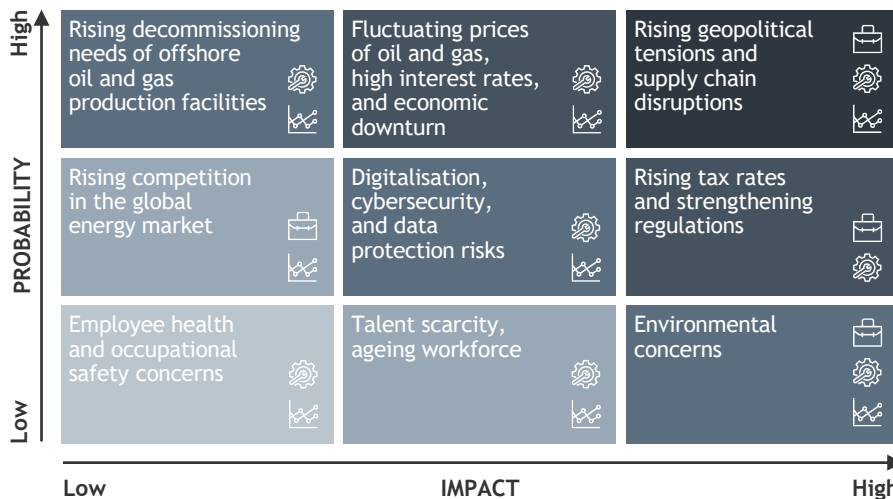 High
PROBABILITY
Low
Rising decommissioning
needs of offshore
oil and gas
production facilities
Fluctuating prices
of oil and gas,
high interest rates,
and economic
downturn
Rising geopolitical
tensions and
supply chain
disruptions
Rising competition
in the global
energy market
Digitalisation,
cybersecurity,
and data
protection risks
Rising tax rates
and strengthening
regulations
Employee health
and occupational
safety concerns
Talent scarcity,
ageing workforce
Environmental
concerns
Low
IMPACT
High